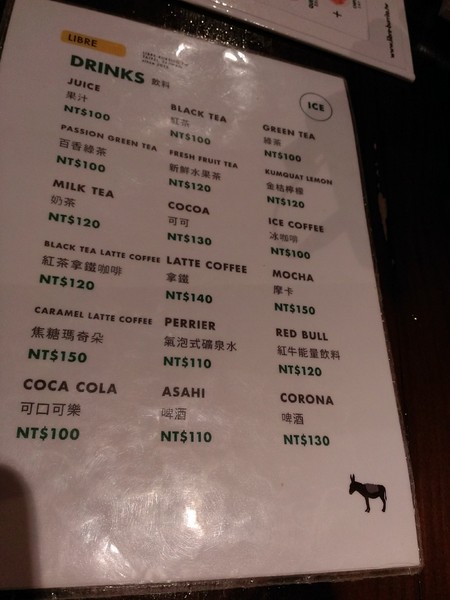 LIBRE
DRINKS 飲料
ICE
JUICE
果汁
NT$100
BLACK TEA
紅茶
NT$100
GREEN TEA
綠茶
NT$100
PASSION GREEN TEA
百香綠茶
NT$100
FRESH FRUIT TEA
新鮮水果茶
NT$120
KUMQUAT LEMON
金桔檸檬
NT$120
MILK TEA
奶茶
NT$120
COCOA
可可
NT$130
ICE COFFEE
冰咖啡
NT$100
BLACK TEA LATTE COFFEE
紅茶拿鐵咖啡
NT$120
LATTE COFFEE
拿鐵
NT$140
MOCHA
摩卡
NT$150
CARAMEL LATTE COFFEE
焦糖瑪奇朵
NT$150
PERRIER
氣泡式礦泉水
NT$110
RED BULL
紅牛能量飲料
NT$120
COCA COLA
可口可樂
NT$100
ASAHI
啤酒
NT$110
CORONA
啤酒
NT$130